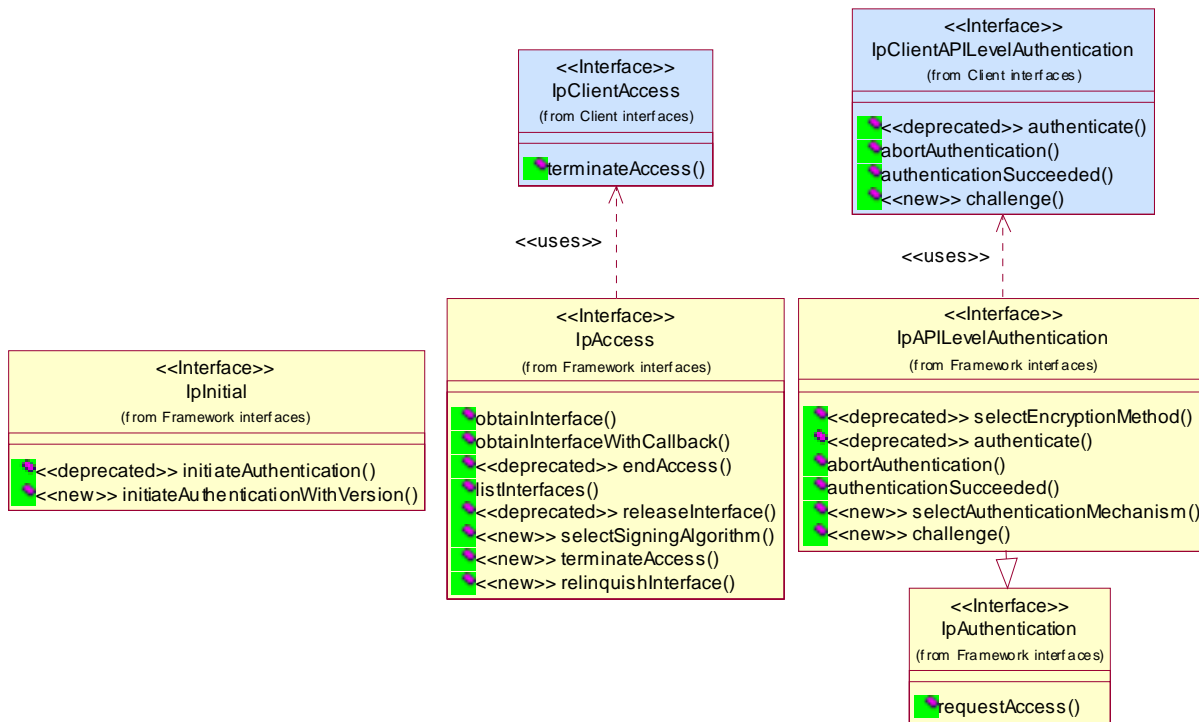 <<Interface>>
IpClientAccess
(from Client interfaces)
terminateAccess()
<<Interface>>
IpClientAPILevelAuthentication
(from Client interfaces)
<<deprecated>> authenticate()
abortAuthentication()
authenticationSucceeded()
<<new>> challenge()
<<uses>>
<<uses>>
<<Interface>>
IpInitial
(from Framework interfaces)
<<deprecated>> initiateAuthentication()
<<new>> initiateAuthenticationWithVersion()
<<Interface>>
IpAccess
(from Framework interfaces)
obtainInterface()
obtainInterfaceWithCallback()
<<deprecated>> endAccess()
listInterfaces()
<<deprecated>> releaseInterface()
<<new>> selectSigningAlgorithm()
<<new>> terminateAccess()
<<new>> relinquishInterface()
<<Interface>>
IpAPILevelAuthentication
(from Framework interfaces)
<<deprecated>> selectEncryptionMethod()
<<deprecated>> authenticate()
abortAuthentication()
authenticationSucceeded()
<<new>> selectAuthenticationMechanism()
<<new>> challenge()
<<Interface>>
IpAuthentication
(from Framework interfaces)
requestAccess()